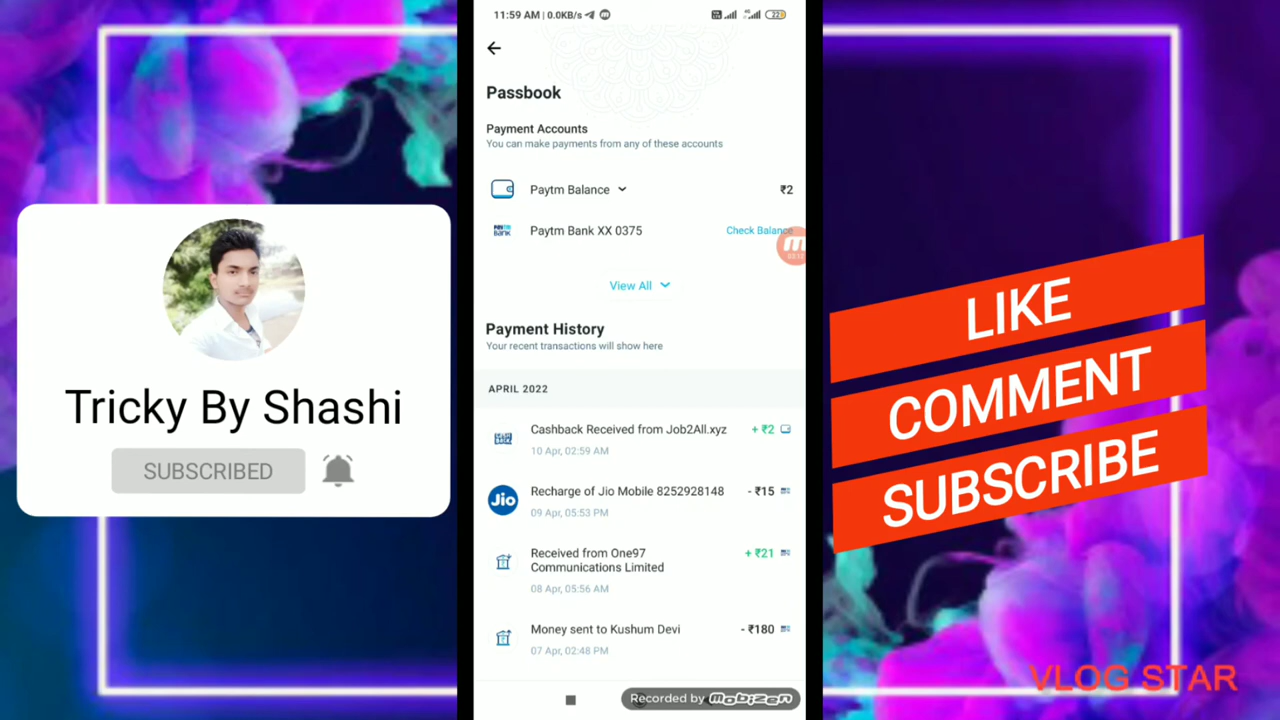 Tricky By Shashi
SUBSCRIBED
11:59 AM | 0.0KB/s
22
Passbook
Payment Accounts
You can make payments from any of these accounts
Paytm Balance
₹2
Paytm Bank XX 0375
Check Balance
03:12
View All
Payment History
Your recent transactions will show here
APRIL 2022
Cashback Received from Job2All.xyz
+ ₹2
10 Apr, 02:59 AM
Jio
Recharge of Jio Mobile 8252928148
- ₹15
09 Apr, 05:53 PM
Received from One97
+ ₹21
Communications Limited
08 Apr, 05:56 AM
Money sent to Kushum Devi
- ₹180
07 Apr, 02:48 PM
Recorded by mobizen
LIKE
COMMENT
SUBSCRIBE
VLOG STAR